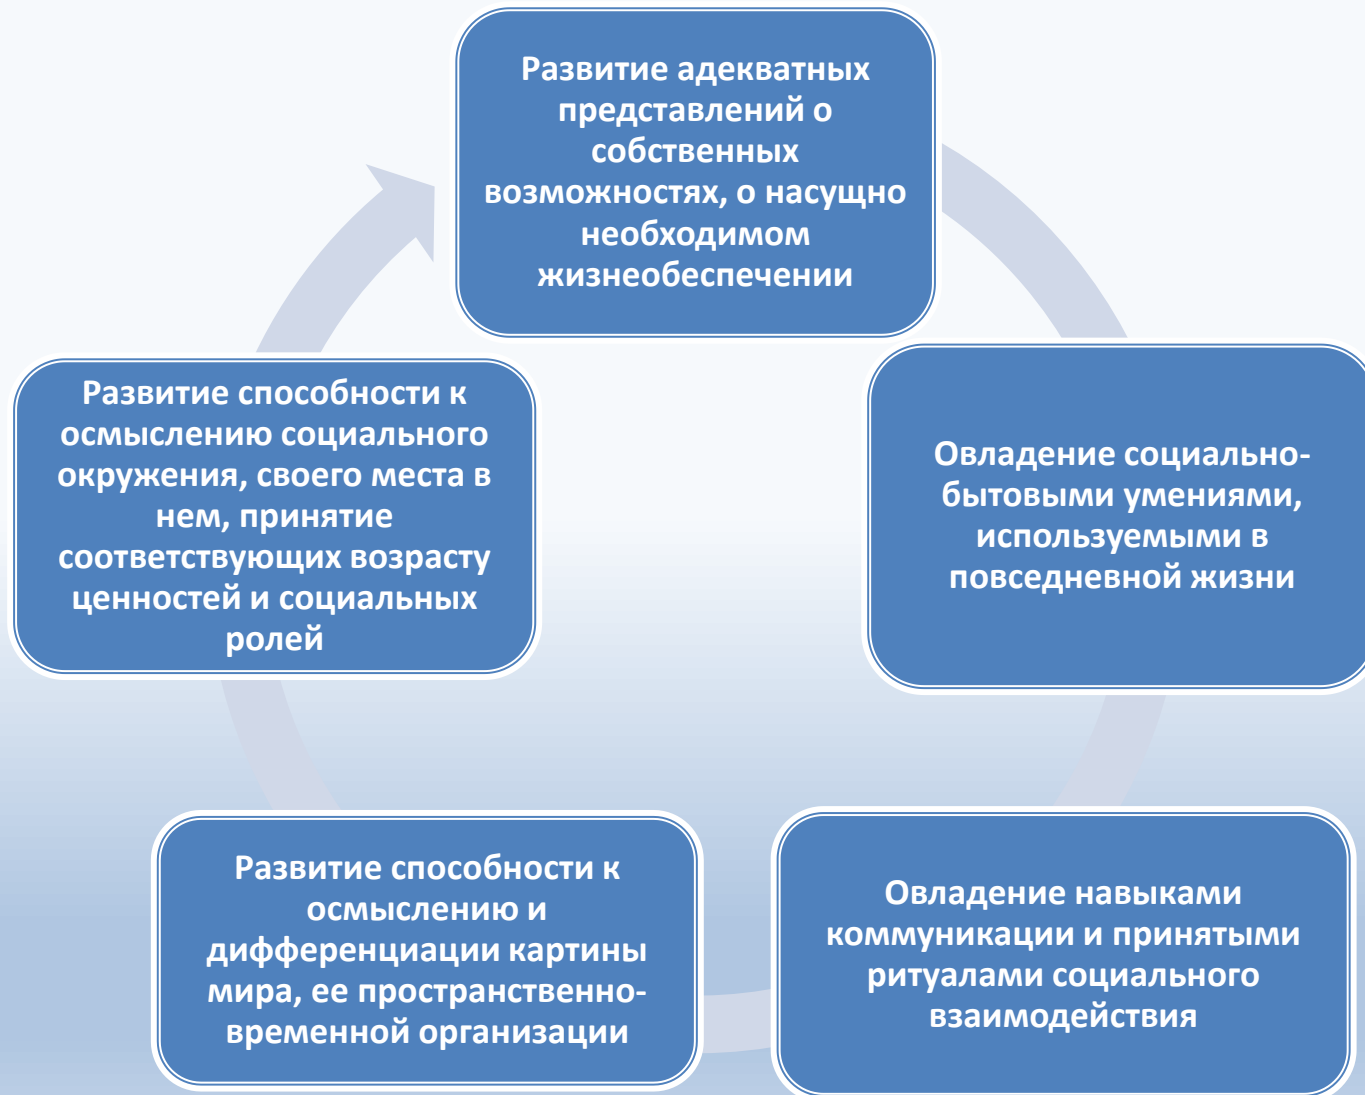 Развитие адекватных
представлений о
собственных
возможностях, о насущно
необходимом
жизнеобеспечении
Овладение социально-
бытовыми умениями,
используемыми в
повседневной жизни
Овладение навыками
коммуникации и принятыми
ритуалами социального
взаимодействия
Развитие способности к
осмыслению и
дифференциации картины
мира, ее пространственно-
временной организации
Развитие способности к
осмыслению социального
окружения, своего места в
нем, принятие
соответствующих возрасту
ценностей и социальных
ролей